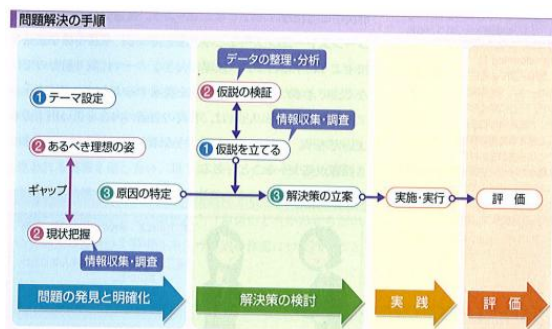 問題解決の手順
データの整理・分析
❶テーマ設定
❷仮説の検証
情報収集・調査
❷あるべき理想の姿
❶仮説を立てる
ギャップ
❸原因の特定
❸解決策の立案
実施・実行
評 価
❷現状把握
情報収集・調査
問題の発見と明確化
解決策の検討
実 践
評 価